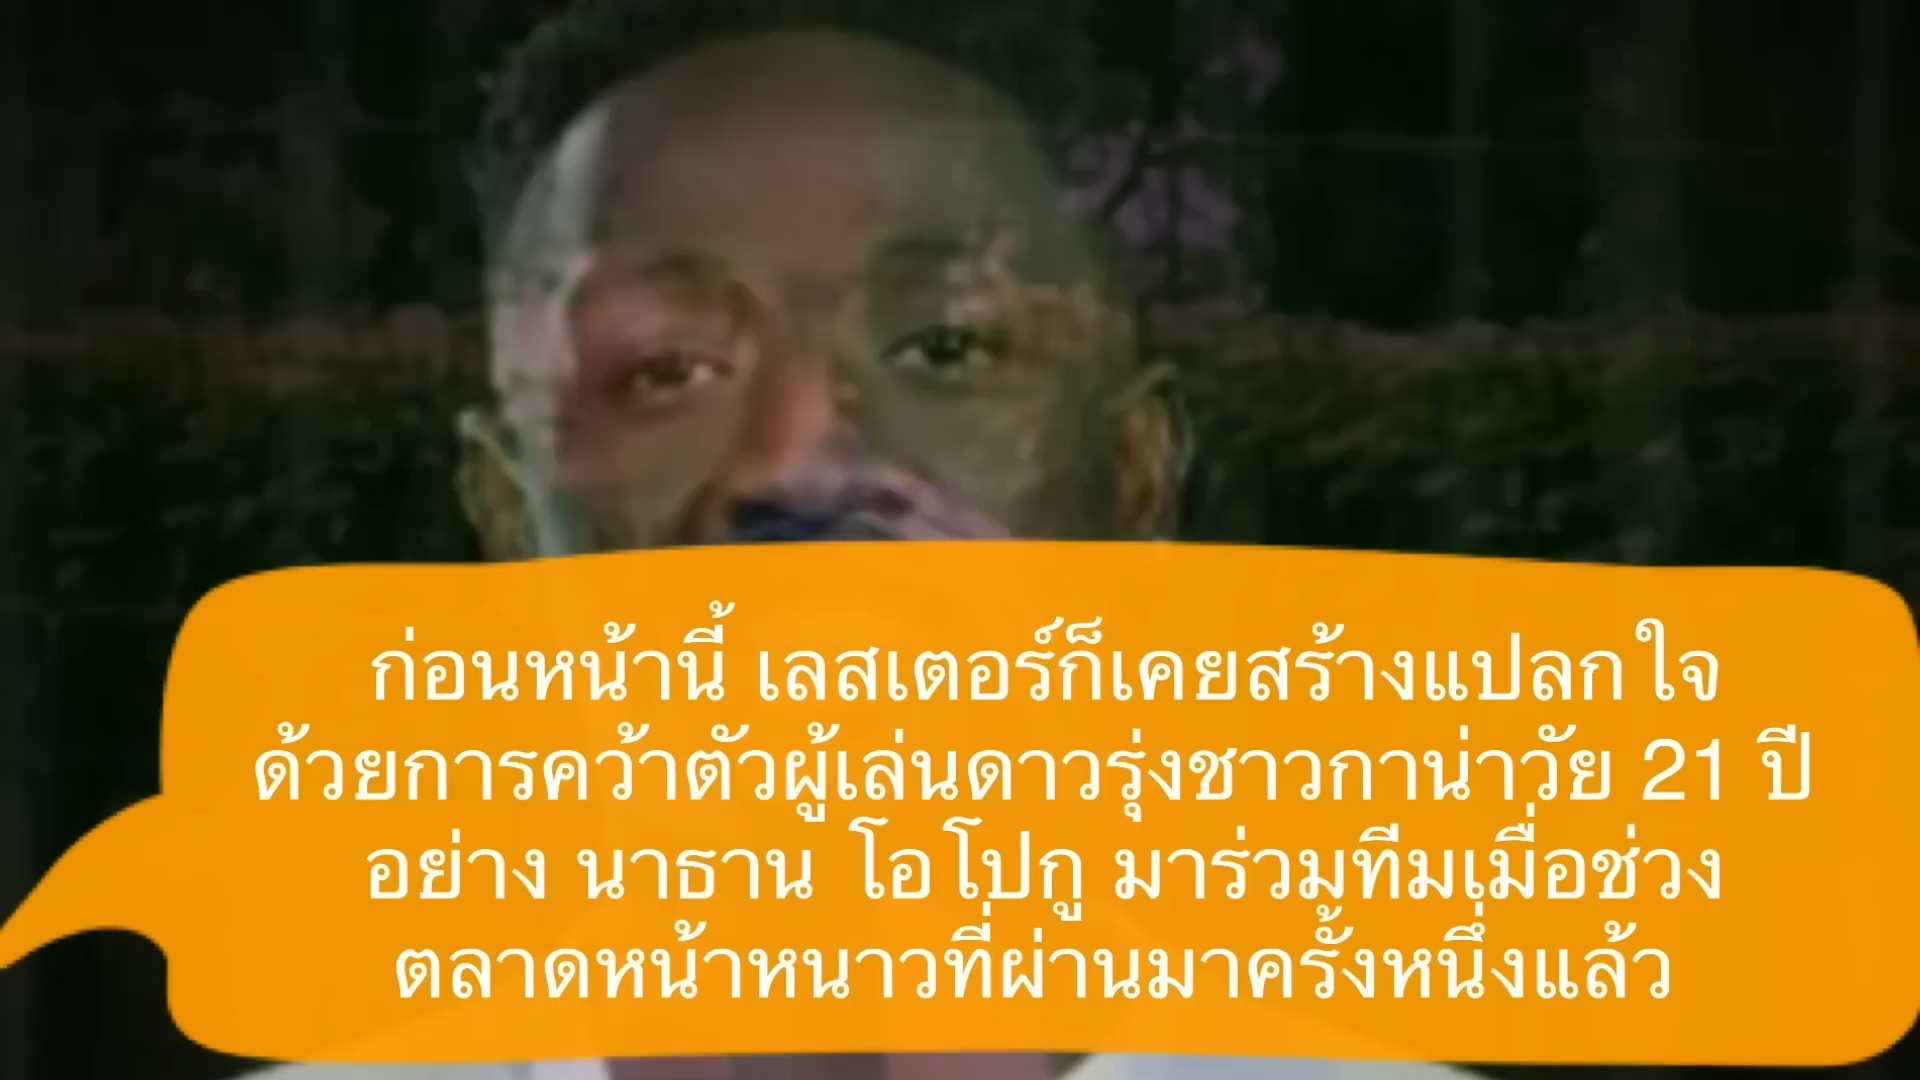 ก่อนหน้านี้ เลสเตอร์ก็เคยสร้างแปลกใจ
ด้วยการคว้าตัวผู้เล่นดาวรุ่งชาวกาน่าวัย 21 ปี
อย่าง นาธาน โอโปกู มาร่วมทีมเมื่อช่วง
ตลาดหน้าหนาวที่ผ่านมาครั้งหนึ่งแล้ว